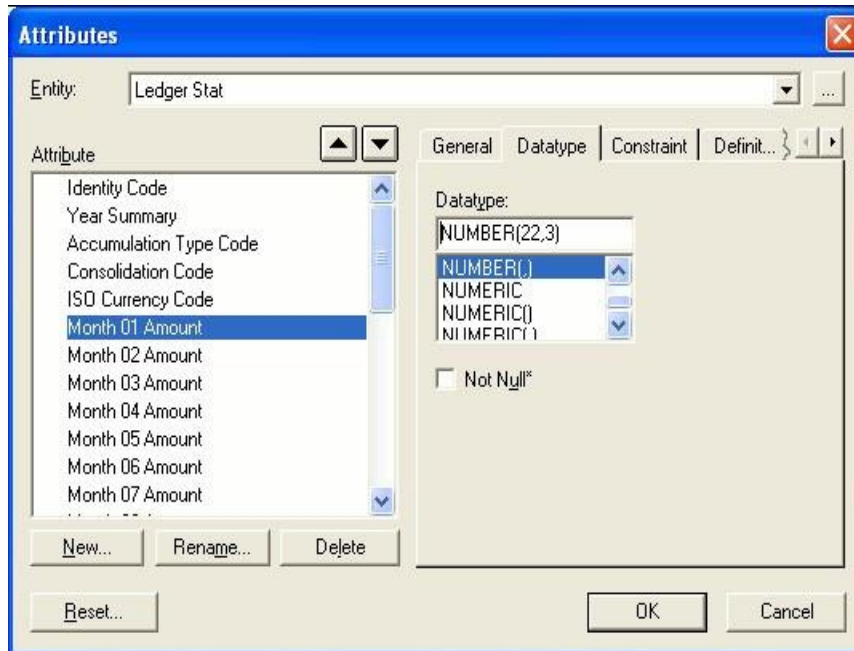 Attributes
Entity: Ledger Stat ...
Attribute
General Datatype Constraint Definit...
Identity Code
Year Summary
Accumulation Type Code
Consolidation Code
ISO Currency Code
Month 01 Amount
Month 02 Amount
Month 03 Amount
Month 04 Amount
Month 05 Amount
Month 06 Amount
Month 07 Amount
Datatype:
NUMBER(22,3)
NUMBER(,)
NUMERIC
NUMERIC()
NUMERIC(,)
Not Null*
New... Rename... Delete
Reset... OK Cancel